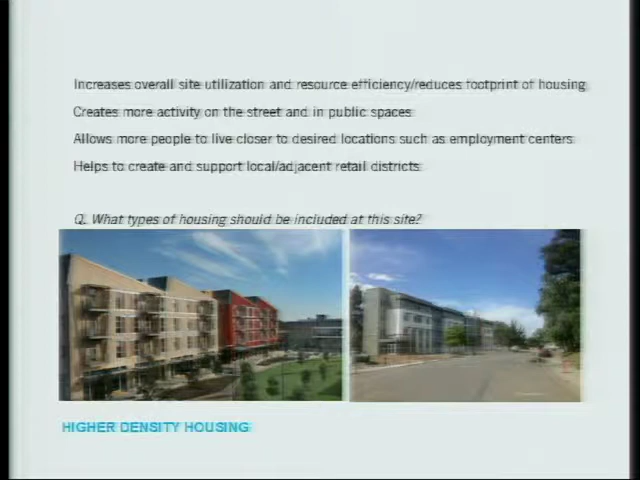 Increases overall site utilization and resource efficiency/reduces footprint of housing
Creates more activity on the street and in public spaces
Allows more people to live closer to desired locations such as employment centers
Helps to create and support local/adjacent retail districts
Q. What types of housing should be included at this site?
HIGHER DENSITY HOUSING